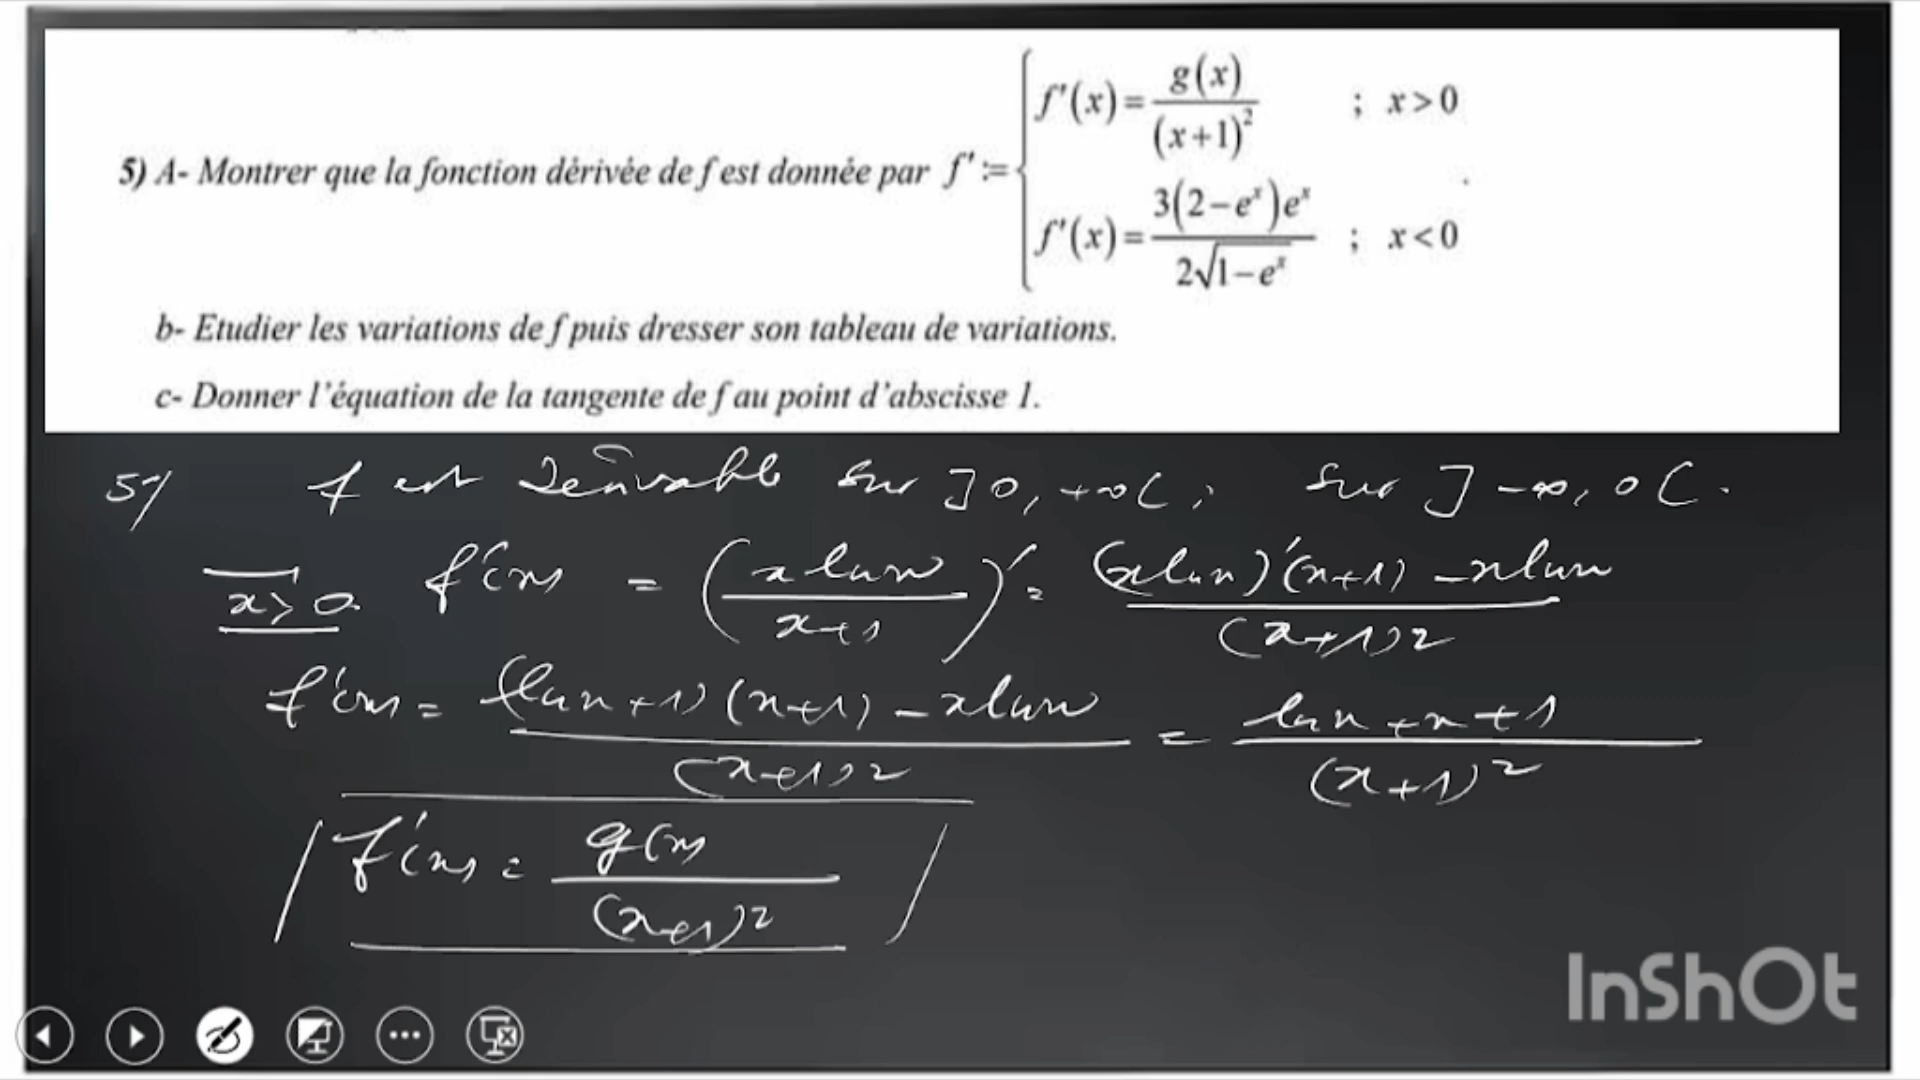 5) A- Montrer que la fonction dérivée de f est donnée par f' := { f'(x) = g(x)/(x+1)² ; x>0
f'(x) = 3(2−eˣ)eˣ / 2√(1−eˣ) ; x<0 .
b- Etudier les variations de f puis dresser son tableau de variations.
c- Donner l'équation de la tangente de f au point d'abscisse 1.
5°/ f est dérivable sur ]0, +∞[ ; sur ]-∞, 0[.
x>0 f'(x) = (x ln x / x+1)' = ((x ln x)'(x+1) - x ln x) / (x+1)2
f'(x) = ((ln x + 1)(x+1) - x ln x) / (x+1)2 = (ln x + x + 1) / (x+1)2
f'(x) = g(x) / (x+1)2
InShOt